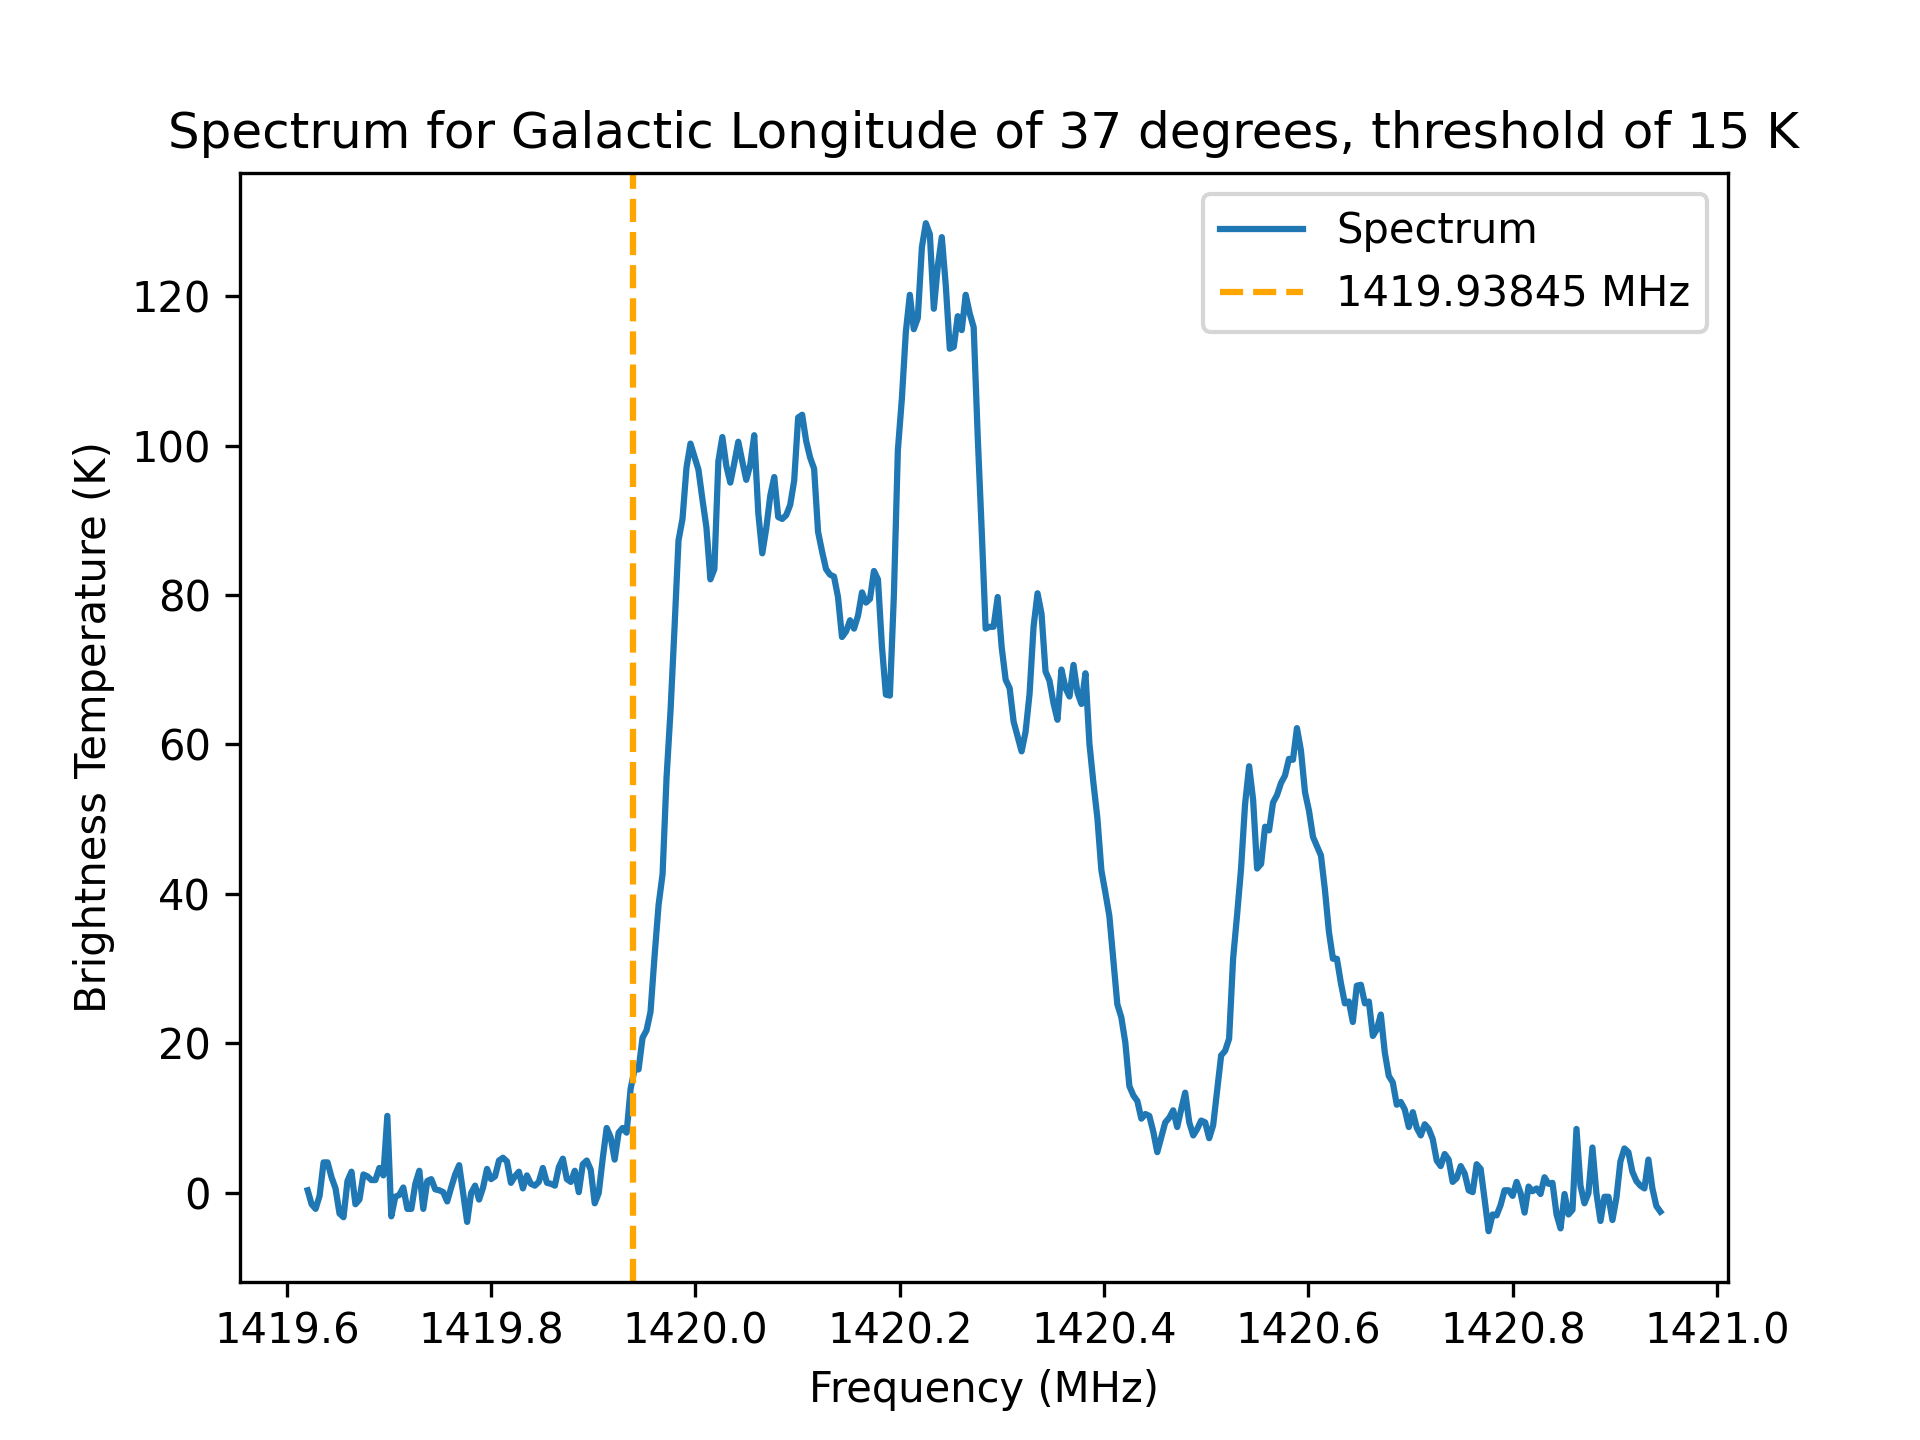 Spectrum for Galactic Longitude of 37 degrees, threshold of 15 K
Spectrum
1419.93845 MHz
Brightness Temperature (K)
120
100
80
60
40
20
0
1419.6 1419.8 1420.0 1420.2 1420.4 1420.6 1420.8 1421.0
Frequency (MHz)